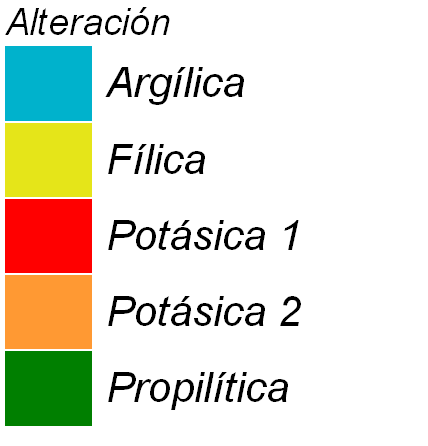 Alteración
Argílica
Fílica
Potásica 1
Potásica 2
Propilítica